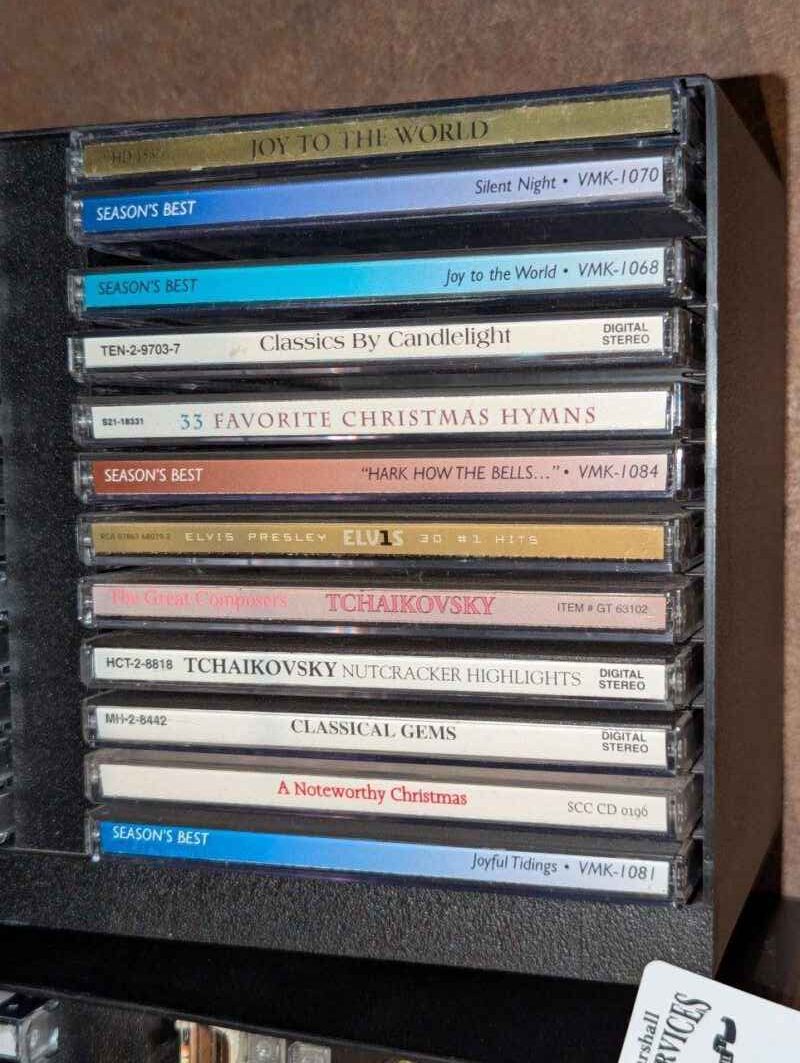 JOY TO THE WORLD
SEASON'S BEST Silent Night • VMK-1070
SEASON'S BEST Joy to the World • VMK-1068
TEN-2-9703-7 Classics By Candlelight DIGITAL
STEREO
S21-18331 33 FAVORITE CHRISTMAS HYMNS
SEASON'S BEST "HARK HOW THE BELLS..." • VMK-1084
ELVIS PRESLEY ELV1S 30 #1 HITS
The Great Composers TCHAIKOVSKY ITEM # GT 63102
HCT-2-8818 TCHAIKOVSKY NUTCRACKER HIGHLIGHTS DIGITAL
STEREO
MH-2-8442 CLASSICAL GEMS DIGITAL
STEREO
A Noteworthy Christmas SCC CD 0196
SEASON'S BEST Joyful Tidings • VMK-1081